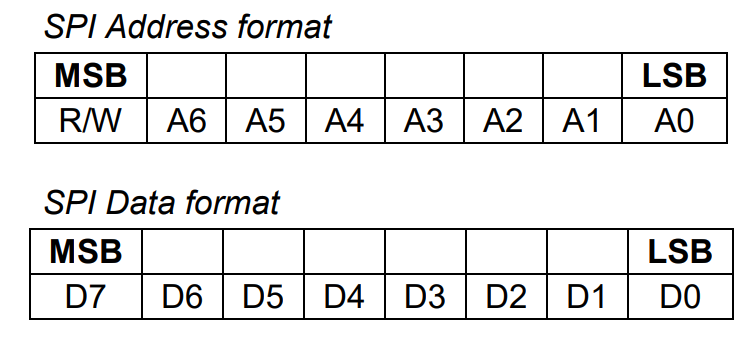 SPI Address format
MSB LSB
R/W A6 A5 A4 A3 A2 A1 A0
SPI Data format
MSB LSB
D7 D6 D5 D4 D3 D2 D1 D0